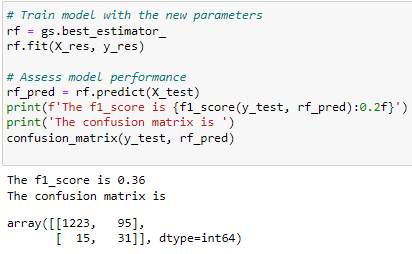 # Train model with the new parameters
rf = gs.best_estimator_
rf.fit(X_res, y_res)
# Assess model performance
rf_pred = rf.predict(X_test)
print(f'The f1_score is {f1_score(y_test, rf_pred):0.2f}')
print('The confusion matrix is ')
confusion_matrix(y_test, rf_pred)
The f1_score is 0.36
The confusion matrix is
array([[1223,   95],
       [  15,   31]], dtype=int64)